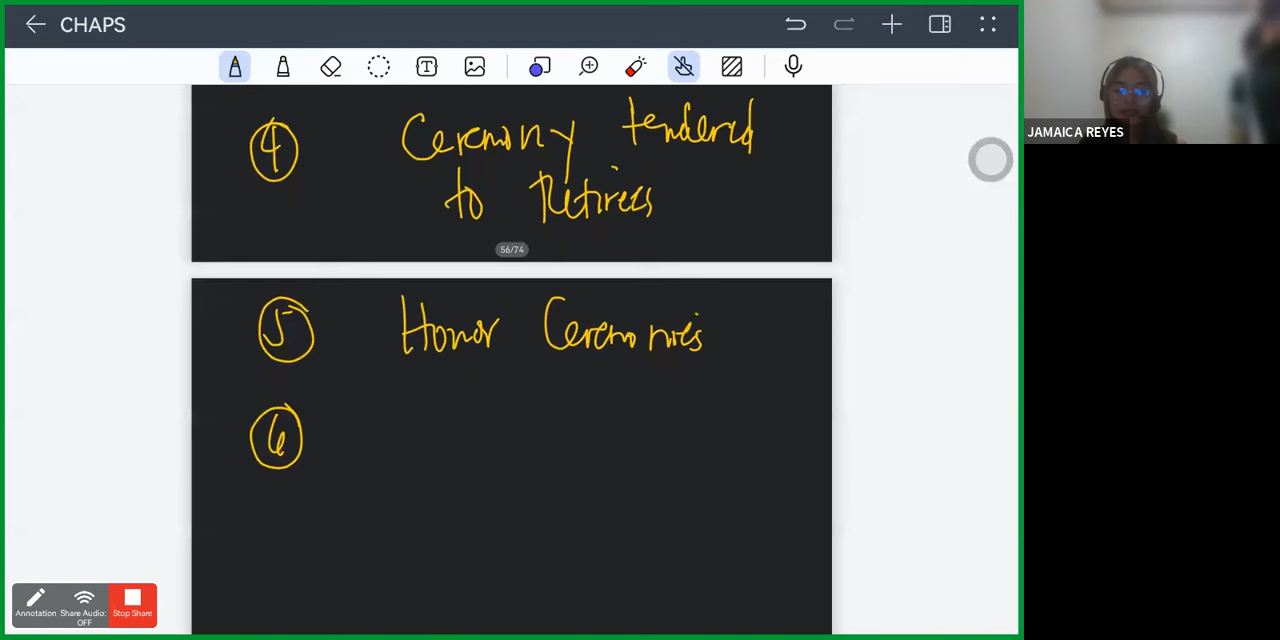 CHAPS
4 Ceremony tendered
to Retirees
56/74
5 Honor Ceremonies
6
JAMAICA REYES
Annotation
Share Audio:
OFF
Stop Share